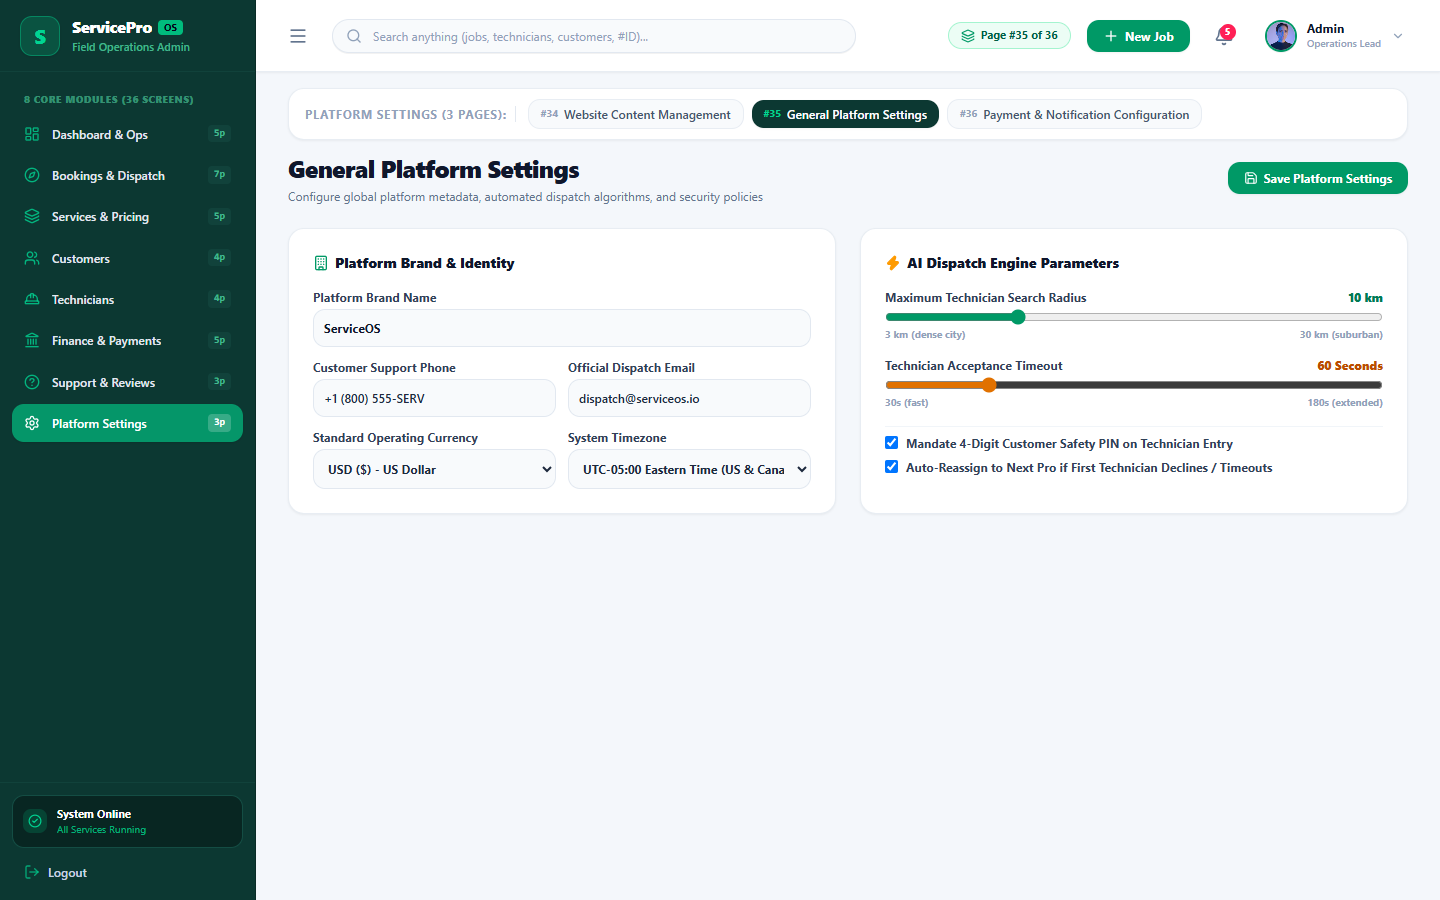 S
ServicePro OS
Field Operations Admin
8 CORE MODULES (36 SCREENS)
Dashboard & Ops 5p
Bookings & Dispatch 7p
Services & Pricing 5p
Customers 4p
Technicians 4p
Finance & Payments 5p
Support & Reviews 3p
Platform Settings 3p
System Online
All Services Running
Logout
Search anything (jobs, technicians, customers, #ID)...
Page #35 of 36
New Job
5
Admin
Operations Lead
PLATFORM SETTINGS (3 PAGES):
#34 Website Content Management
#35 General Platform Settings
#36 Payment & Notification Configuration
General Platform Settings
Configure global platform metadata, automated dispatch algorithms, and security policies
Save Platform Settings
Platform Brand & Identity
Platform Brand Name
ServiceOS
Customer Support Phone
+1 (800) 555-SERV
Official Dispatch Email
dispatch@serviceos.io
Standard Operating Currency
USD ($) - US Dollar
System Timezone
UTC-05:00 Eastern Time (US & Cana
AI Dispatch Engine Parameters
Maximum Technician Search Radius 10 km
3 km (dense city) 30 km (suburban)
Technician Acceptance Timeout 60 Seconds
30s (fast) 180s (extended)
Mandate 4-Digit Customer Safety PIN on Technician Entry
Auto-Reassign to Next Pro if First Technician Declines / Timeouts